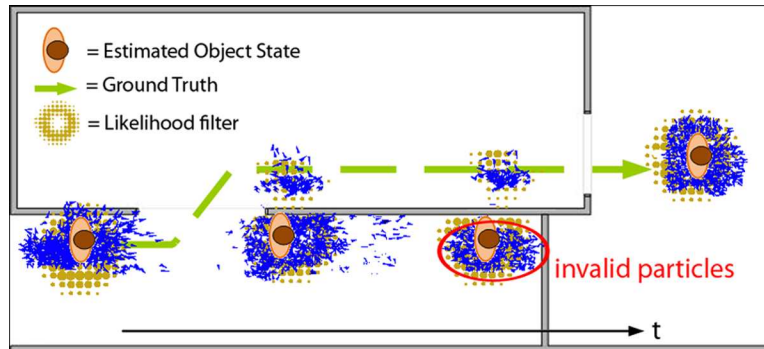 = Estimated Object State
= Ground Truth
= Likelihood filter
invalid particles
t